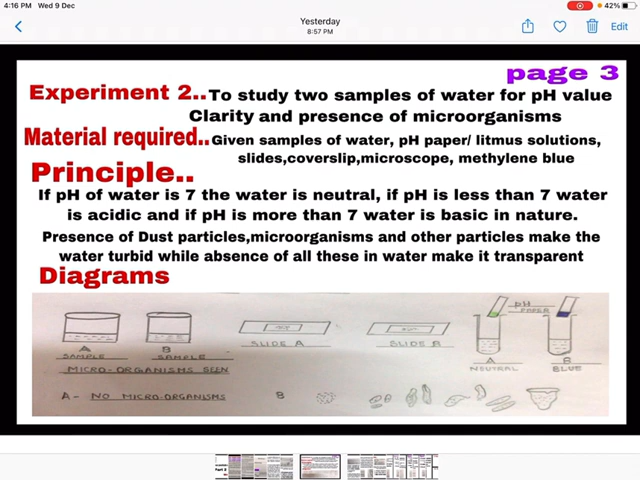 4:16 PM Wed 9 Dec
42%
Yesterday
8:57 PM
Edit
page 3
Experiment 2..To study two samples of water for pH value
Clarity and presence of microorganisms
Material required..Given samples of water, pH paper/ litmus solutions,
slides,coverslip,microscope, methylene blue
Principle..
If pH of water is 7 the water is neutral, if pH is less than 7 water
is acidic and if pH is more than 7 water is basic in nature.
Presence of Dust particles,microorganisms and other particles make the
water turbid while absence of all these in water make it transparent
Diagrams
pH
PAPER
A B SLIDE A SLIDE B A B
SAMPLE SAMPLE NEUTRAL BLUE
MICRO-ORGANISMS SEEN
A- NO MICRO-ORGANISMS B